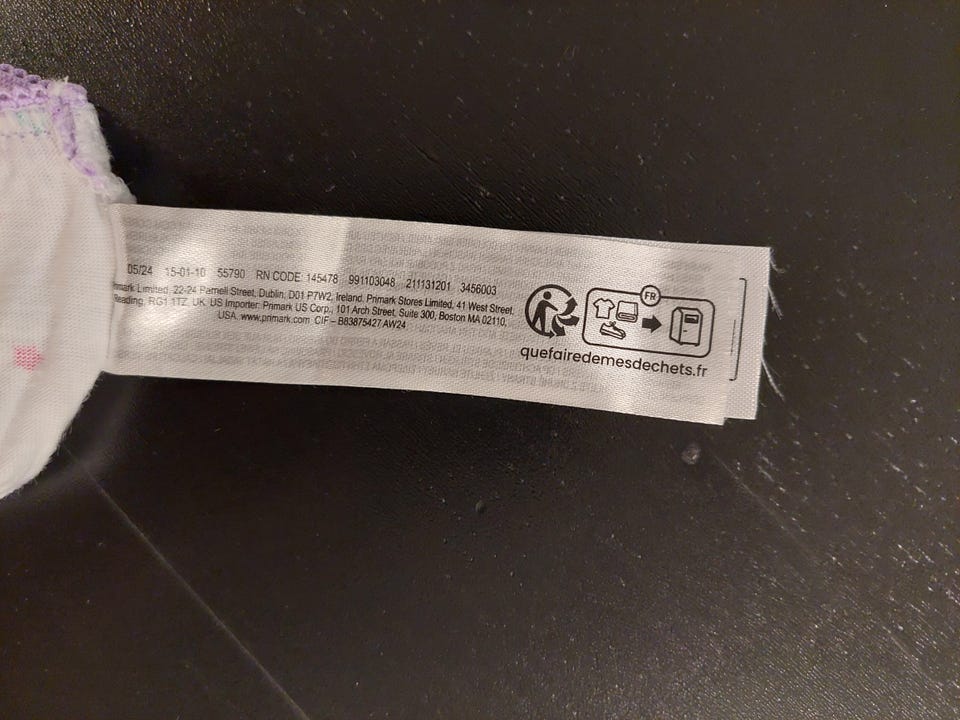 05/24 15-01-10 55790 RN CODE: 145478 991103048 211131201 3456003
Limited, 22-24 Parnell Street, Dublin, D01 P7W2, Ireland. Primark Stores Limited, 41 West Street,
Reading, RG1 1TZ, UK. US Importer: Primark US Corp., 101 Arch Street, Suite 300, Boston MA 02110,
USA. www.primark.com CIF – B83875427 AW24
FR
quefairedemesdechets.fr